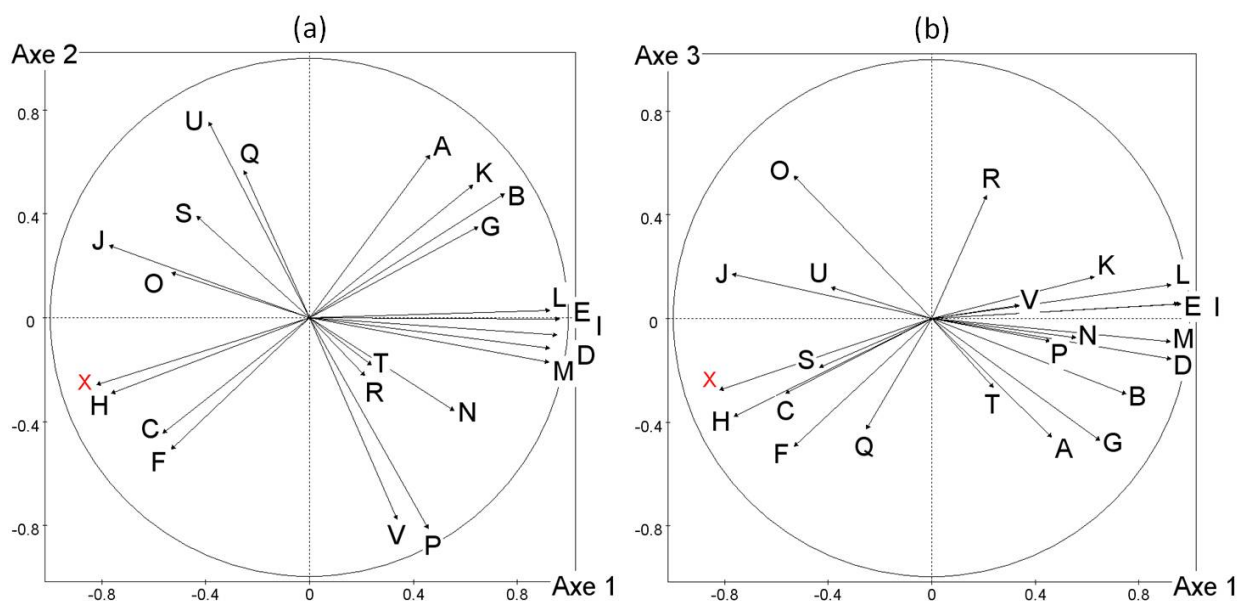 (a)
Axe 2
0.8
0.4
0
-0.4
-0.8
U
Q
A
K
B
G
S
J
O
L
E
I
D
M
T
R
N
X
H
C
F
V
P
-0.8
-0.4
0
0.4
0.8
Axe 1
(b)
Axe 3
0.8
0.4
0
-0.4
-0.8
O
R
J
U
K
L
V
E
I
N
M
P
D
S
X
H
C
F
Q
T
B
A
G
-0.8
-0.4
0
0.4
0.8
Axe 1